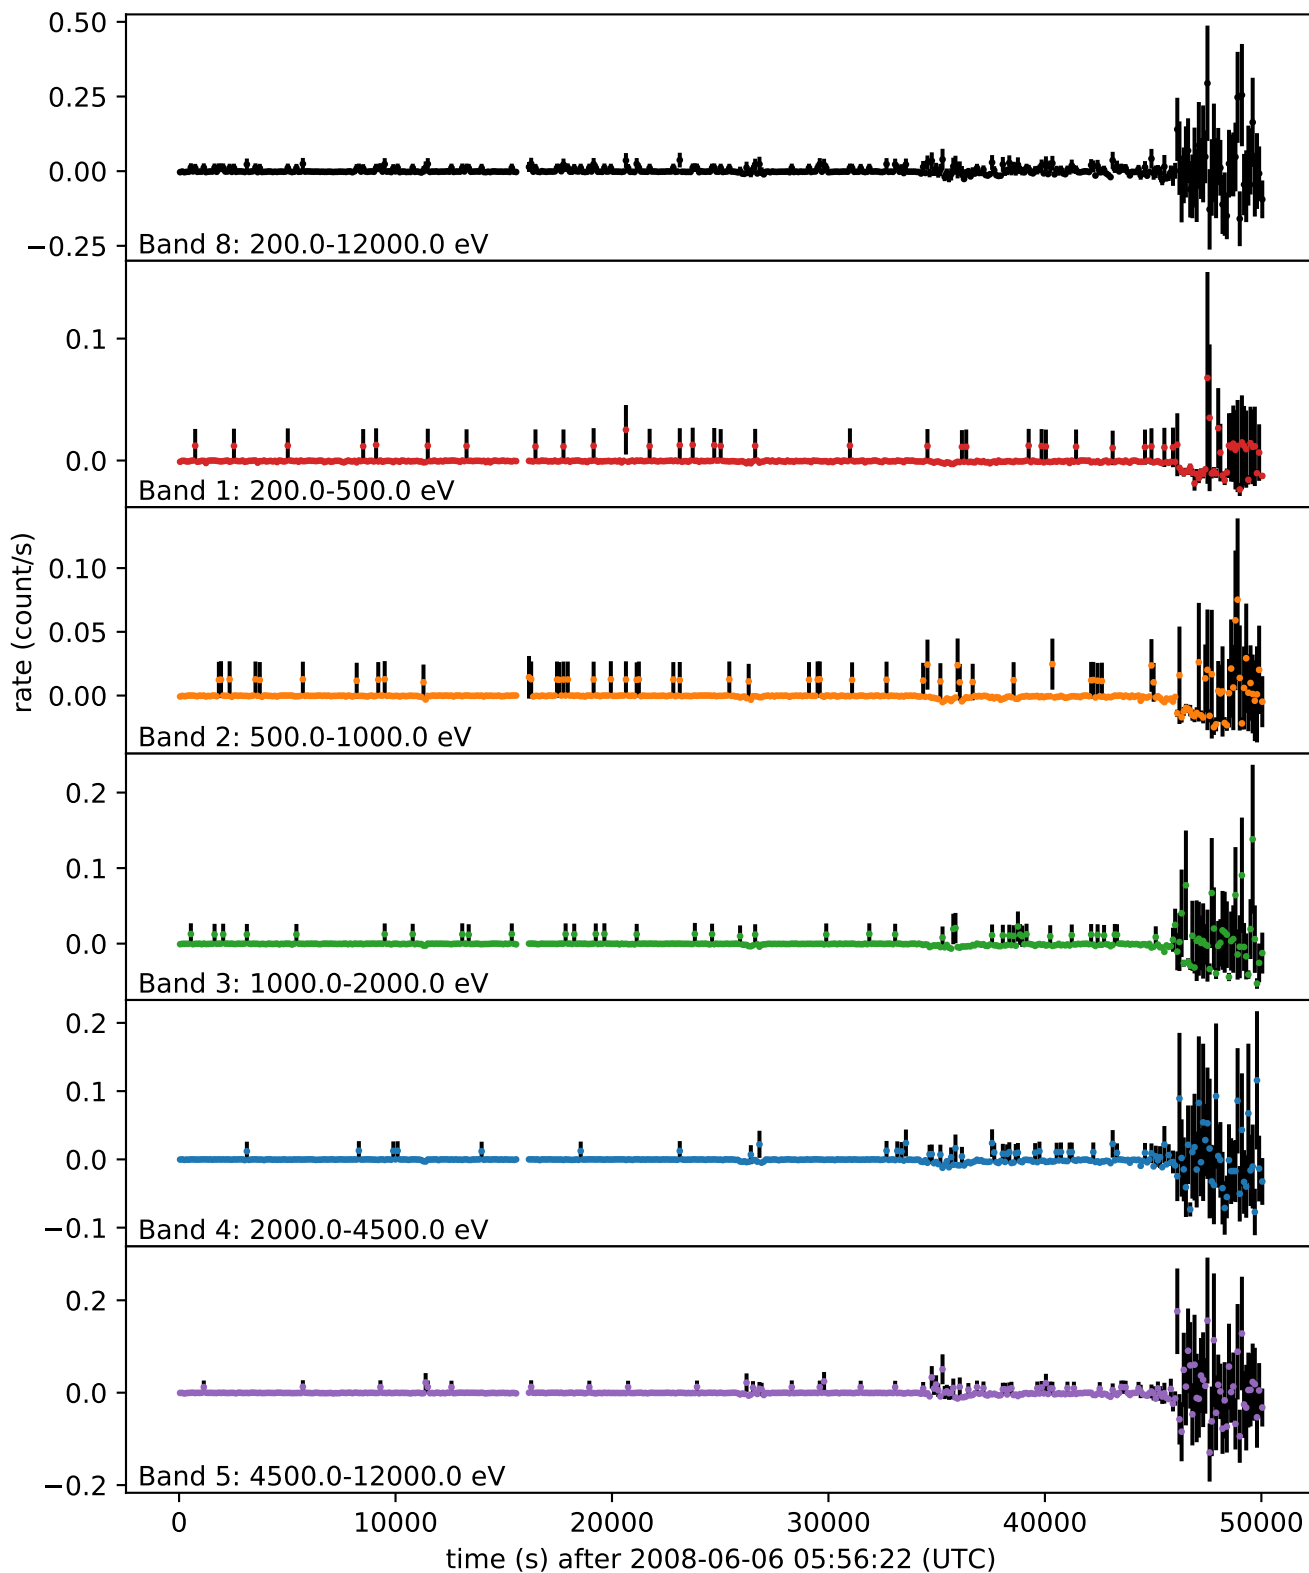 0.50
0.25
0.00
−0.25
Band 8: 200.0-12000.0 eV
0.1
0.0
Band 1: 200.0-500.0 eV
rate (count/s)
0.10
0.05
0.00
Band 2: 500.0-1000.0 eV
0.2
0.1
0.0
Band 3: 1000.0-2000.0 eV
0.2
0.1
0.0
−0.1
Band 4: 2000.0-4500.0 eV
0.2
0.0
−0.2
Band 5: 4500.0-12000.0 eV
0 10000 20000 30000 40000 50000
time (s) after 2008-06-06 05:56:22 (UTC)